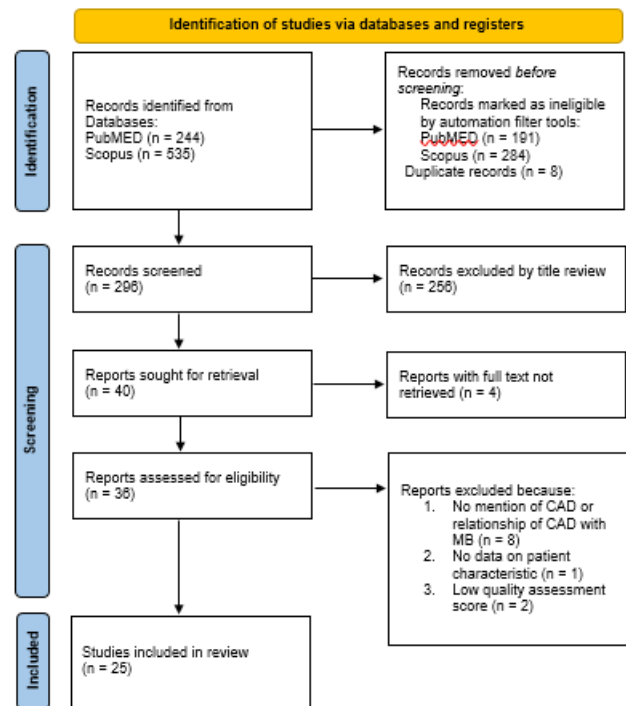 Identification of studies via databases and registers
Identification
Records identified from
Databases:
PubMED (n = 244)
Scopus (n = 535)
Records removed before
screening:
Records marked as ineligible
by automation filter tools:
PubMED (n = 191)
Scopus (n = 284)
Duplicate records (n = 8)
Screening
Records screened
(n = 296)
Records excluded by title review
(n = 256)
Reports sought for retrieval
(n = 40)
Reports with full text not
retrieved (n = 4)
Reports assessed for eligibility
(n = 36)
Reports excluded because:
1. No mention of CAD or
relationship of CAD with
MB (n = 8)
2. No data on patient
characteristic (n = 1)
3. Low quality assessment
score (n = 2)
Included
Studies included in review
(n = 25)